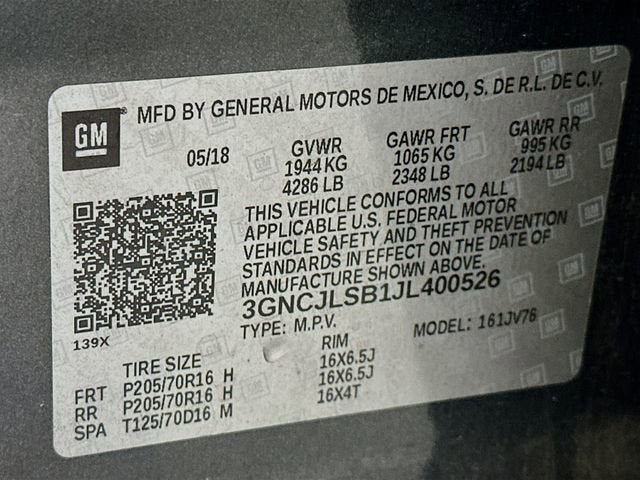 GM® MFD BY GENERAL MOTORS DE MEXICO, S. DE R.L. DE C.V.
05/18 GVWR GAWR FRT GAWR RR
1944 KG 1065 KG 995 KG
4286 LB 2348 LB 2194 LB
THIS VEHICLE CONFORMS TO ALL
APPLICABLE U.S. FEDERAL MOTOR
VEHICLE SAFETY AND THEFT PREVENTION
STANDARDS IN EFFECT ON THE DATE OF
MANUFACTURE SHOWN ABOVE.
3GNCJLSB1JL400526
139X TYPE: M.P.V. MODEL: 161JV76
TIRE SIZE RIM
FRT P205/70R16 H 16X6.5J
RR P205/70R16 H 16X6.5J
SPA T125/70D16 M 16X4T